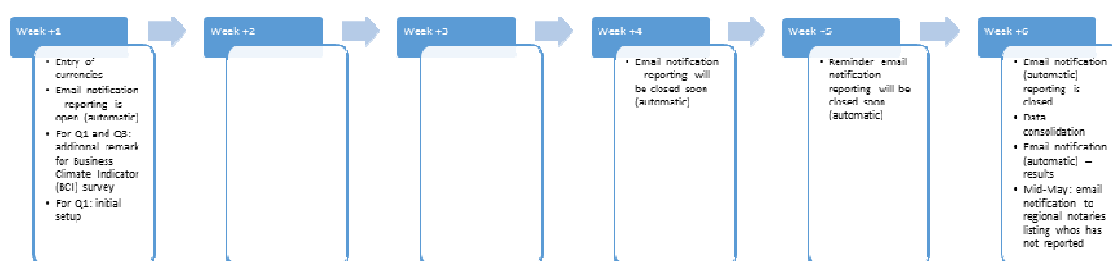 Week +1
Entry of
currencies
Email notification
reporting is
open (automatic)
For Q1 and Q3:
additional remark
for Business
Climate Indicator
(BCI) survey
For Q1: initial
setup
Week +2
Week +3
Week +4
Email notification
reporting will
be closed soon
(automatic)
Week +5
Reminder email
notification
reporting will be
closed soon
(automatic)
Week +6
Email notification
(automatic)
reporting is
closed
Data
consolidation
Email notification
(automatic) –
results
Mid-May: email
notification to
regional notaries
listing whos has
not reported